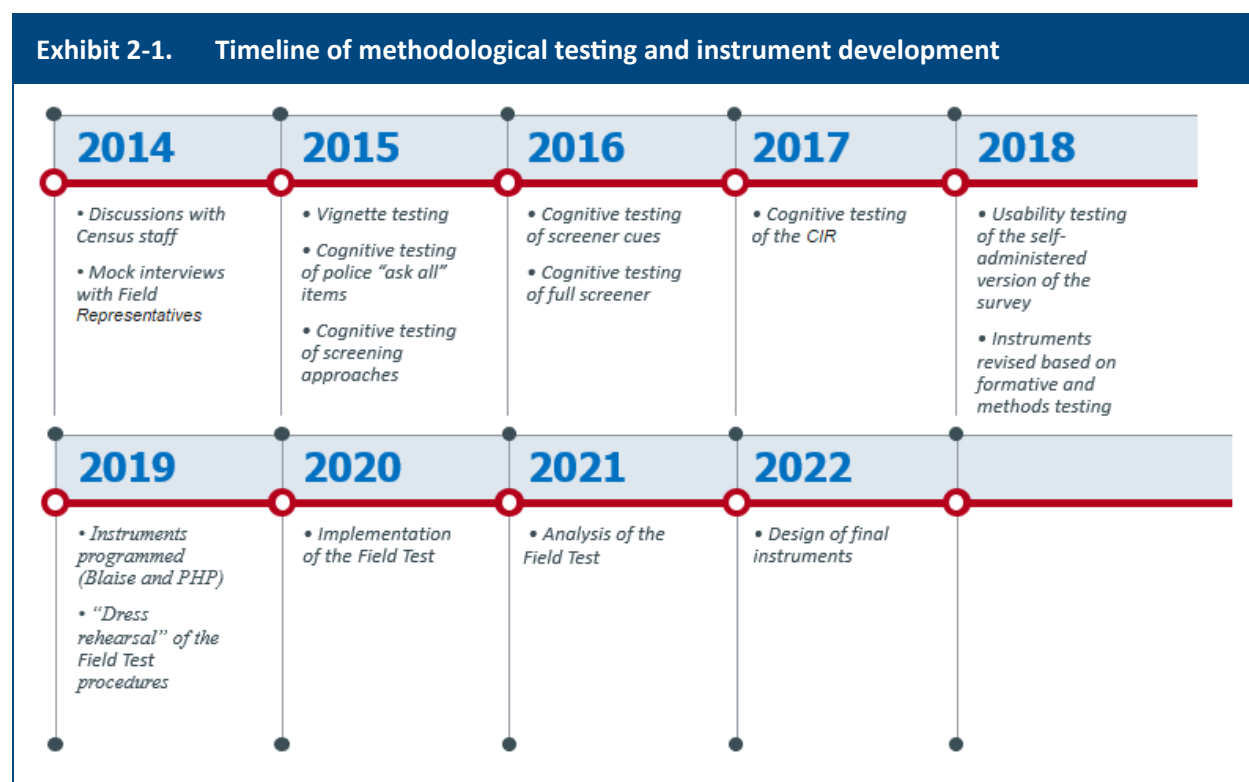 Exhibit 2-1. Timeline of methodological testing and instrument development
2014
• Discussions with
Census staff
• Mock interviews
with Field
Representatives
2015
• Vignette testing
• Cognitive testing
of police “ask all”
items
• Cognitive testing
of screening
approaches
2016
• Cognitive testing
of screener cues
• Cognitive testing
of full screener
2017
• Cognitive testing
of the CIR
2018
• Usability testing
of the self-
administered
version of the
survey
• Instruments
revised based on
formative and
methods testing
2019
• Instruments
programmed
(Blaise and PHP)
• “Dress
rehearsal” of the
Field Test
procedures
2020
• Implementation
of the Field Test
2021
• Analysis of the
Field Test
2022
• Design of final
instruments